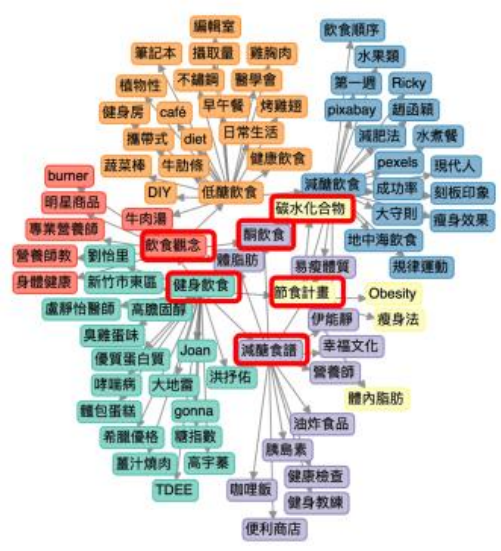 編輯室
飲食順序
筆記本
攝取量
雞胸肉
水果類
植物性
不鏽鋼
醫學會
第一週
Ricky
健身房
café
早午餐
烤雞翅
pixabay
趙函穎
攜帶式
diet
日常生活
減肥法
水煮餐
蔬菜棒
牛肋條
健康飲食
pexels
現代人
burner
DIY
低醣飲食
減醣飲食
成功率
刻板印象
明星商品
牛肉湯
碳水化合物
大守則
瘦身效果
專業營養師
飲食觀念
酮飲食
地中海飲食
營養師教
劉怡里
體脂肪
易瘦體質
規律運動
身體健康
新竹市東區
健身飲食
節食計畫
Obesity
盧靜怡醫師
高膽固醇
伊能靜
瘦身法
臭雞蛋味
Joan
減醣食譜
幸福文化
優質蛋白質
營養師
哮喘病
大地雷
洪抒佑
體內脂肪
麵包蛋糕
gonna
油炸食品
希臘優格
糖指數
胰島素
薑汁燒肉
高宇蓁
健康檢查
TDEE
咖哩飯
健身教練
便利商店